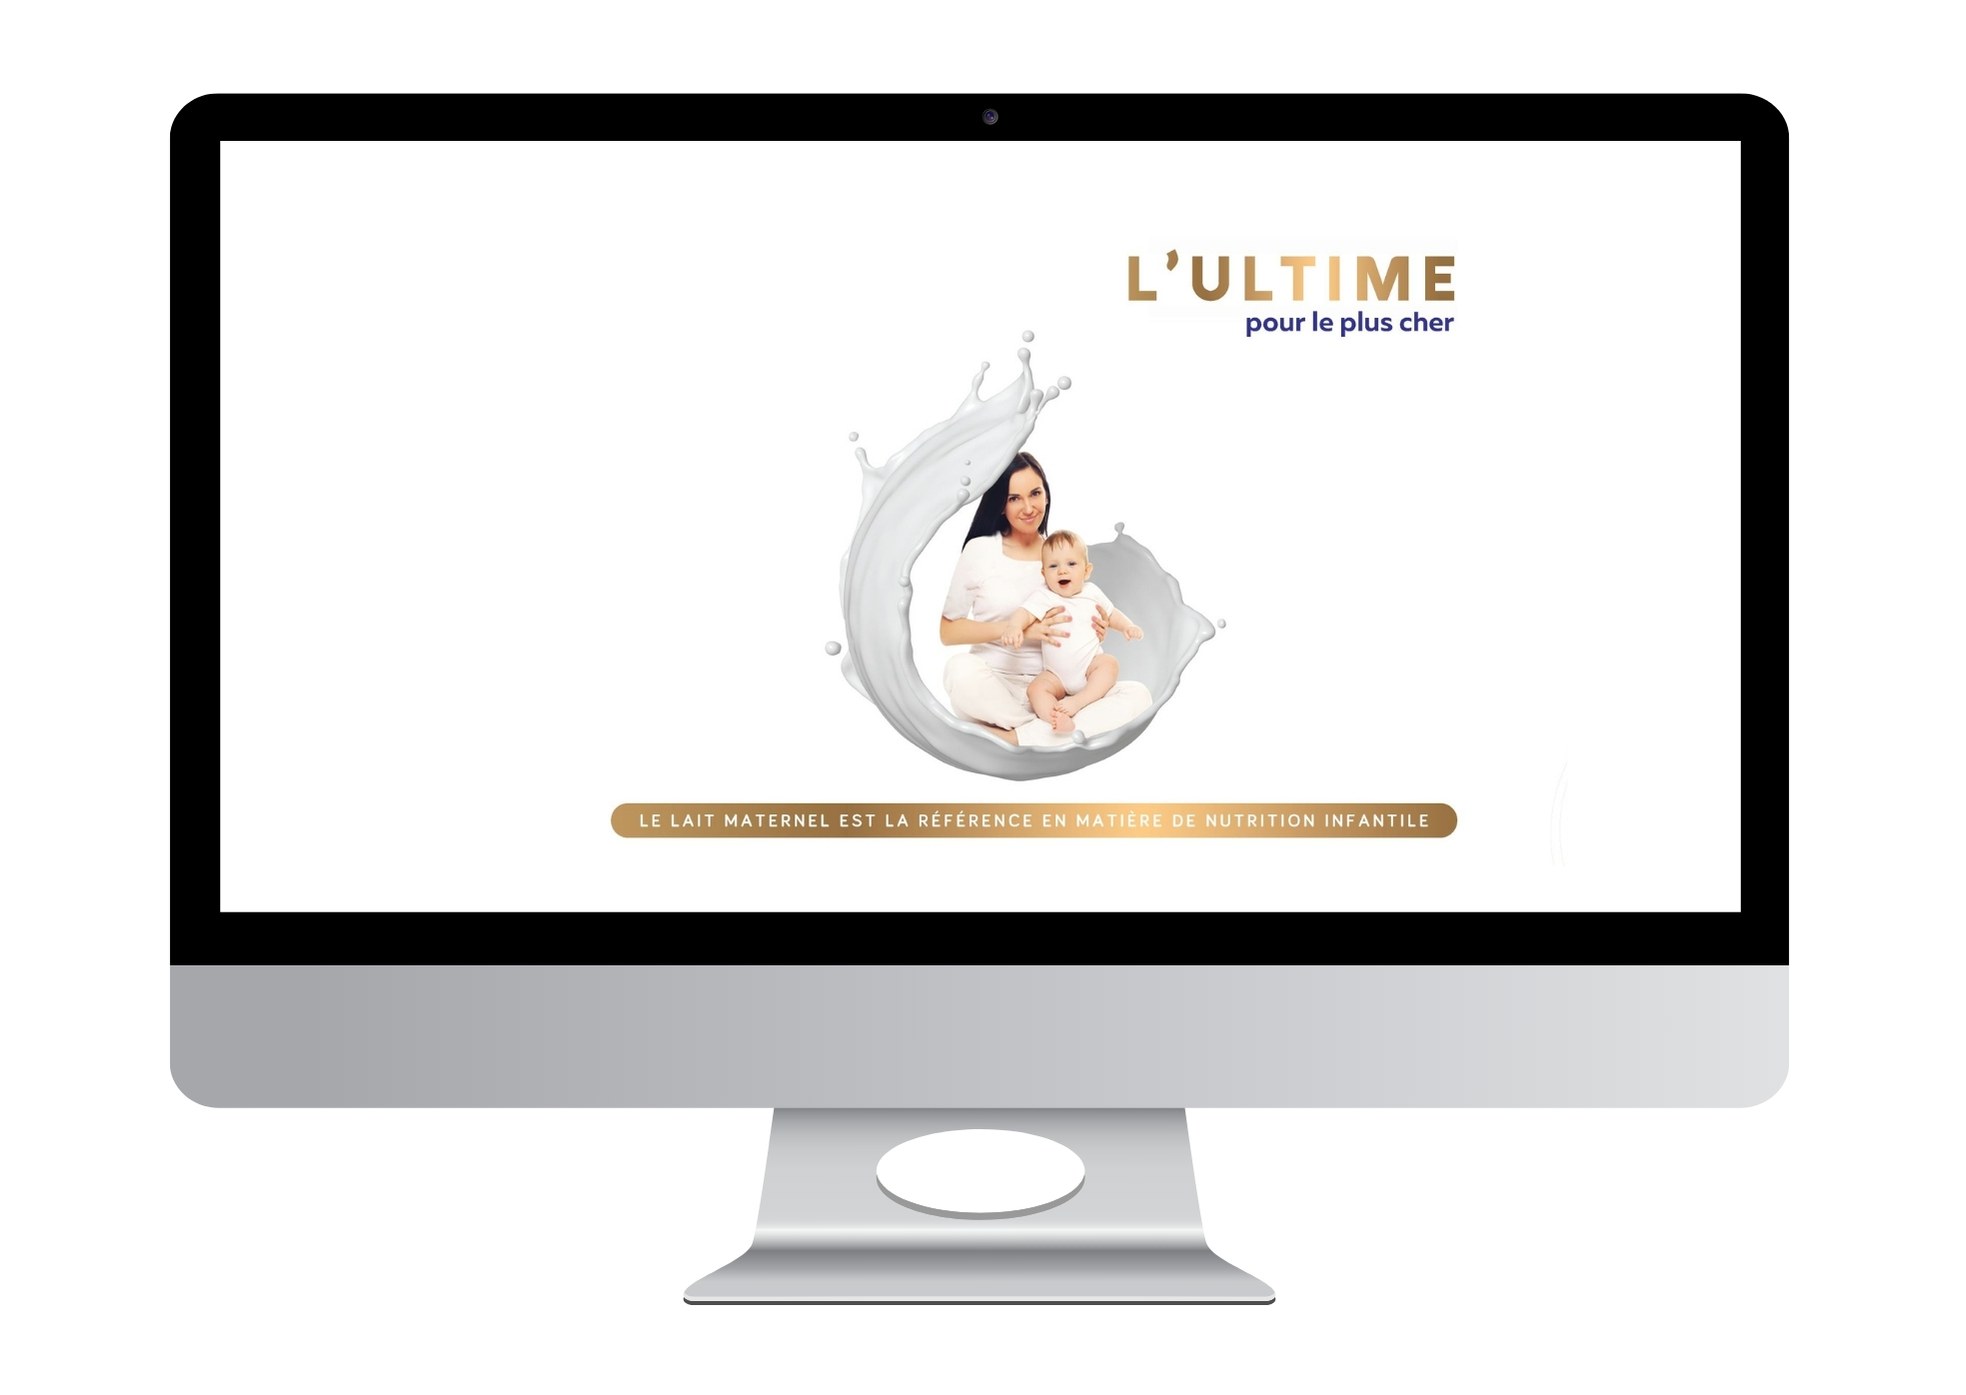 L'ULTIME
pour le plus cher
LE LAIT MATERNEL EST LA RÉFÉRENCE EN MATIÈRE DE NUTRITION INFANTILE